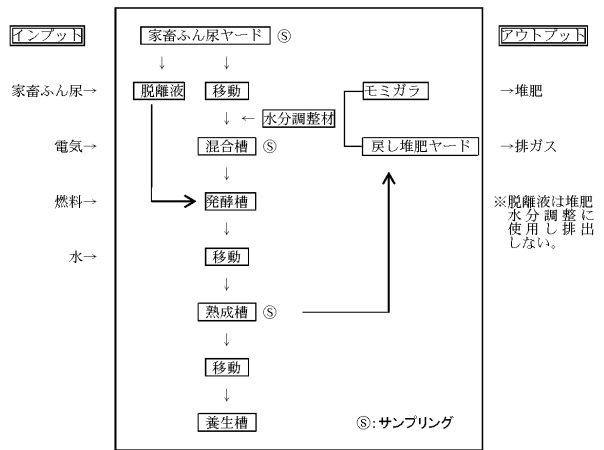 インプット
家畜ふん尿ヤード Ⓢ
アウトプット
↓ ↓
家畜ふん尿→
脱離液
移動
モミガラ
→堆肥
↓ ← 水分調整材
電気→
混合槽 Ⓢ
戻し堆肥ヤード
→排ガス
↓
燃料→
発酵槽
※脱離液は堆肥
水分調整に
使用し排出
しない。
↓
水→
移動
↓
熟成槽 Ⓢ
↓
移動
↓
養生槽
Ⓢ:サンプリング